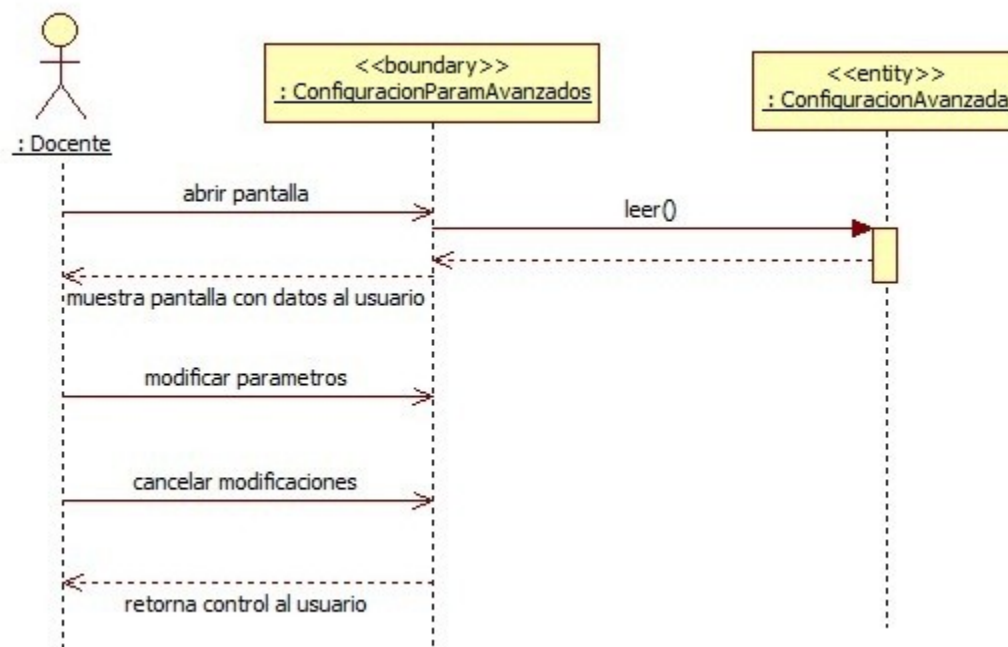 <<boundary>>
: ConfiguracionParamAvanzados
<<entity>>
: ConfiguracionAvanzada
: Docente
abrir pantalla
leer()
muestra pantalla con datos al usuario
modificar parametros
cancelar modificaciones
retorna control al usuario